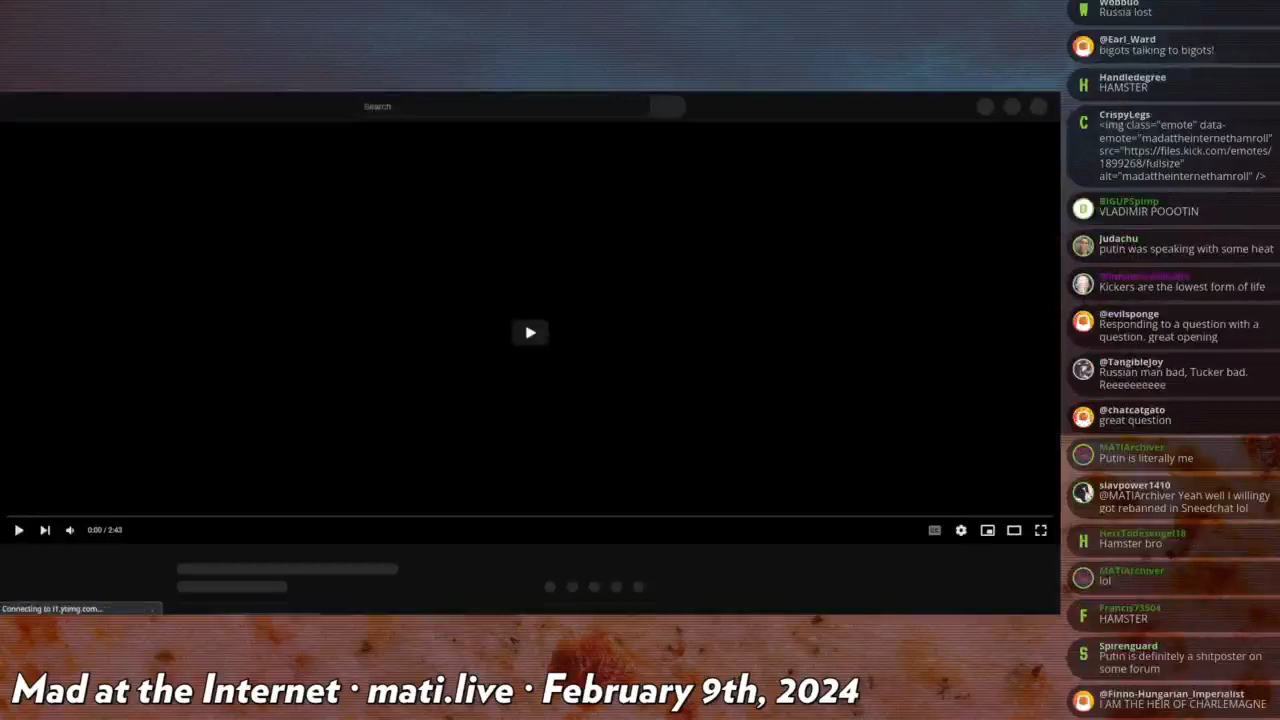 Search
0:00 / 2:43
Connecting to i1.ytimg.com...
Mad at the Internet · mati.live · February 9th, 2024
Wobbuo
Russia lost
@Earl_Ward
bigots talking to bigots!
Handledegree
HAMSTER
CrispyLegs
<img class="emote" data-
emote="madattheinternethamroll"
src="https://files.kick.com/emotes/
1899268/fullsize"
alt="madattheinternethamroll" />
BIGUPSpimp
VLADIMIR POOOTIN
Judachu
putin was speaking with some heat
Kickers are the lowest form of life
@evilsponge
Responding to a question with a
question. great opening
@TangibleJoy
Russian man bad, Tucker bad.
Reeeeeeeeee
@chatcatgato
great question
MATIArchiver
Putin is literally me
slavpower1410
@MATIArchiver Yeah well I willingy
got rebanned in Sneedchat lol
HerrTodesengel18
Hamster bro
MATIArchiver
lol
Francis73504
HAMSTER
Spirenguard
Putin is definitely a shitposter on
some forum
@Finno-Hungarian_Imperialist
I AM THE HEIR OF CHARLEMAGNE